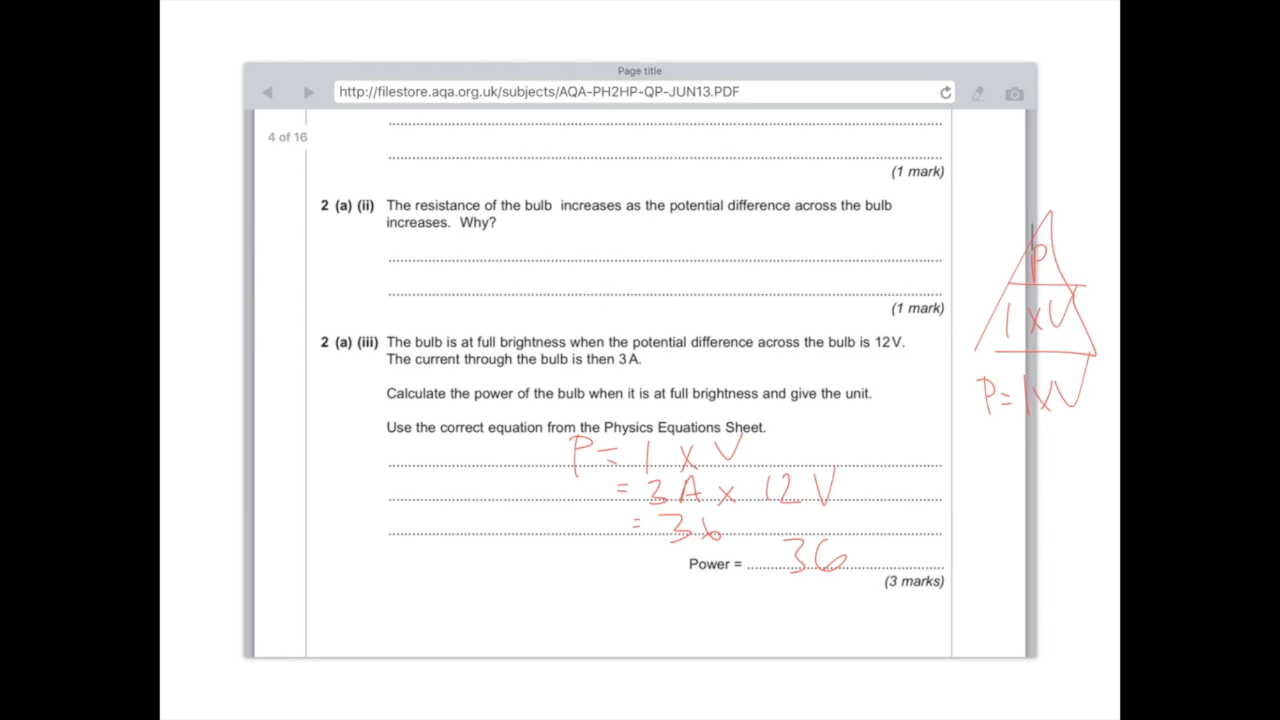 Page title
http://filestore.aqa.org.uk/subjects/AQA-PH2HP-QP-JUN13.PDF
4 of 16
(1 mark)
2 (a) (ii) The resistance of the bulb increases as the potential difference across the bulb
increases. Why?
(1 mark)
2 (a) (iii) The bulb is at full brightness when the potential difference across the bulb is 12V.
The current through the bulb is then 3A.
Calculate the power of the bulb when it is at full brightness and give the unit.
Use the correct equation from the Physics Equations Sheet.
P = I x V
= 3A x 12V
= 36
Power = 36
(3 marks)
P
I x V
P = I x V